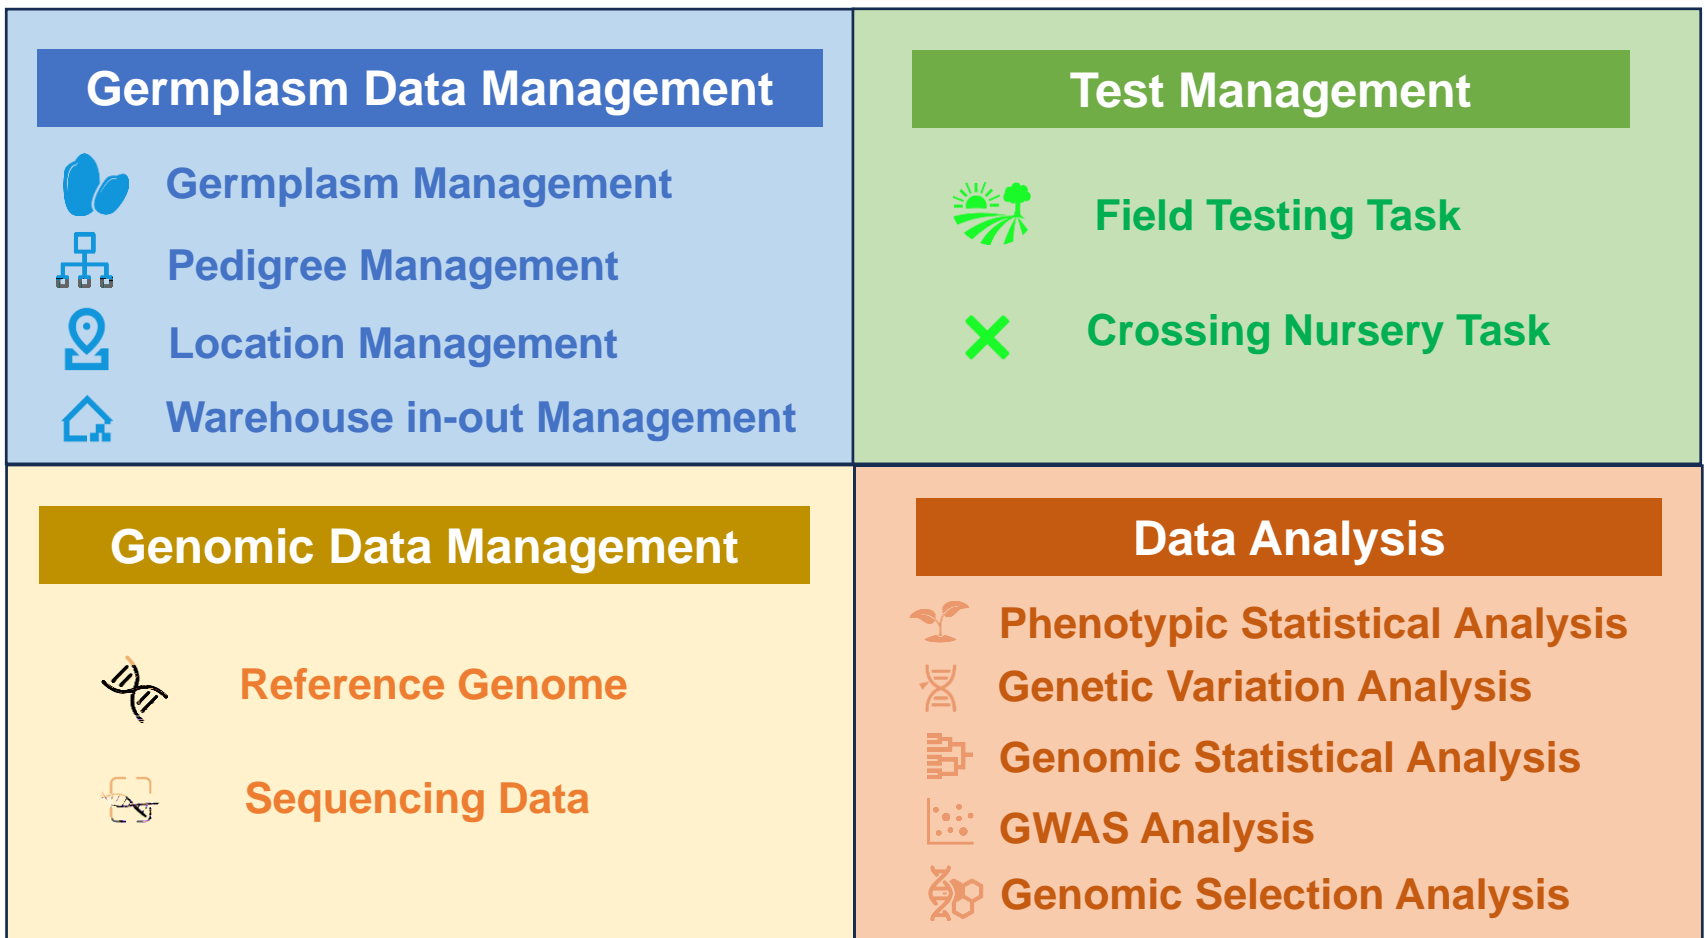 Germplasm Data Management
Germplasm Management
Pedigree Management
Location Management
Warehouse in-out Management
Test Management
Field Testing Task
Crossing Nursery Task
Genomic Data Management
Reference Genome
Sequencing Data
Data Analysis
Phenotypic Statistical Analysis
Genetic Variation Analysis
Genomic Statistical Analysis
GWAS Analysis
Genomic Selection Analysis